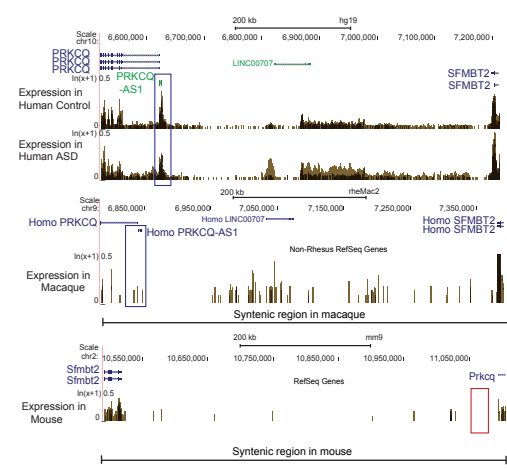 Scale 200 kb hg19
chr10: 6,600,000 6,700,000 6,800,000 6,900,000 7,000,000 7,100,000 7,200,000
PRKCQ
PRKCQ
PRKCQ
LINC00707
SFMBT2
SFMBT2
PRKCQ
-AS1
ln(x+1) 0.5
Expression in
Human Control
0
Expression in
Human ASD
0
Scale 200 kb rheMac2
chr9: 6,850,000 6,950,000 7,050,000 7,150,000 7,250,000 7,350,000
Homo PRKCQ
Homo LINC00707
Homo SFMBT2
Homo SFMBT2
Homo PRKCQ-AS1
Non-Rhesus RefSeq Genes
ln(x+1) 0.5
Expression in
Macaque
0
Syntenic region in macaque
Scale 200 kb mm9
chr2: 10,550,000 10,650,000 10,750,000 10,850,000 10,950,000 11,050,000
Sfmbt2
Sfmbt2
RefSeq Genes
Prkcq
ln(x+1) 0.5
Expression in
Mouse
0
Syntenic region in mouse